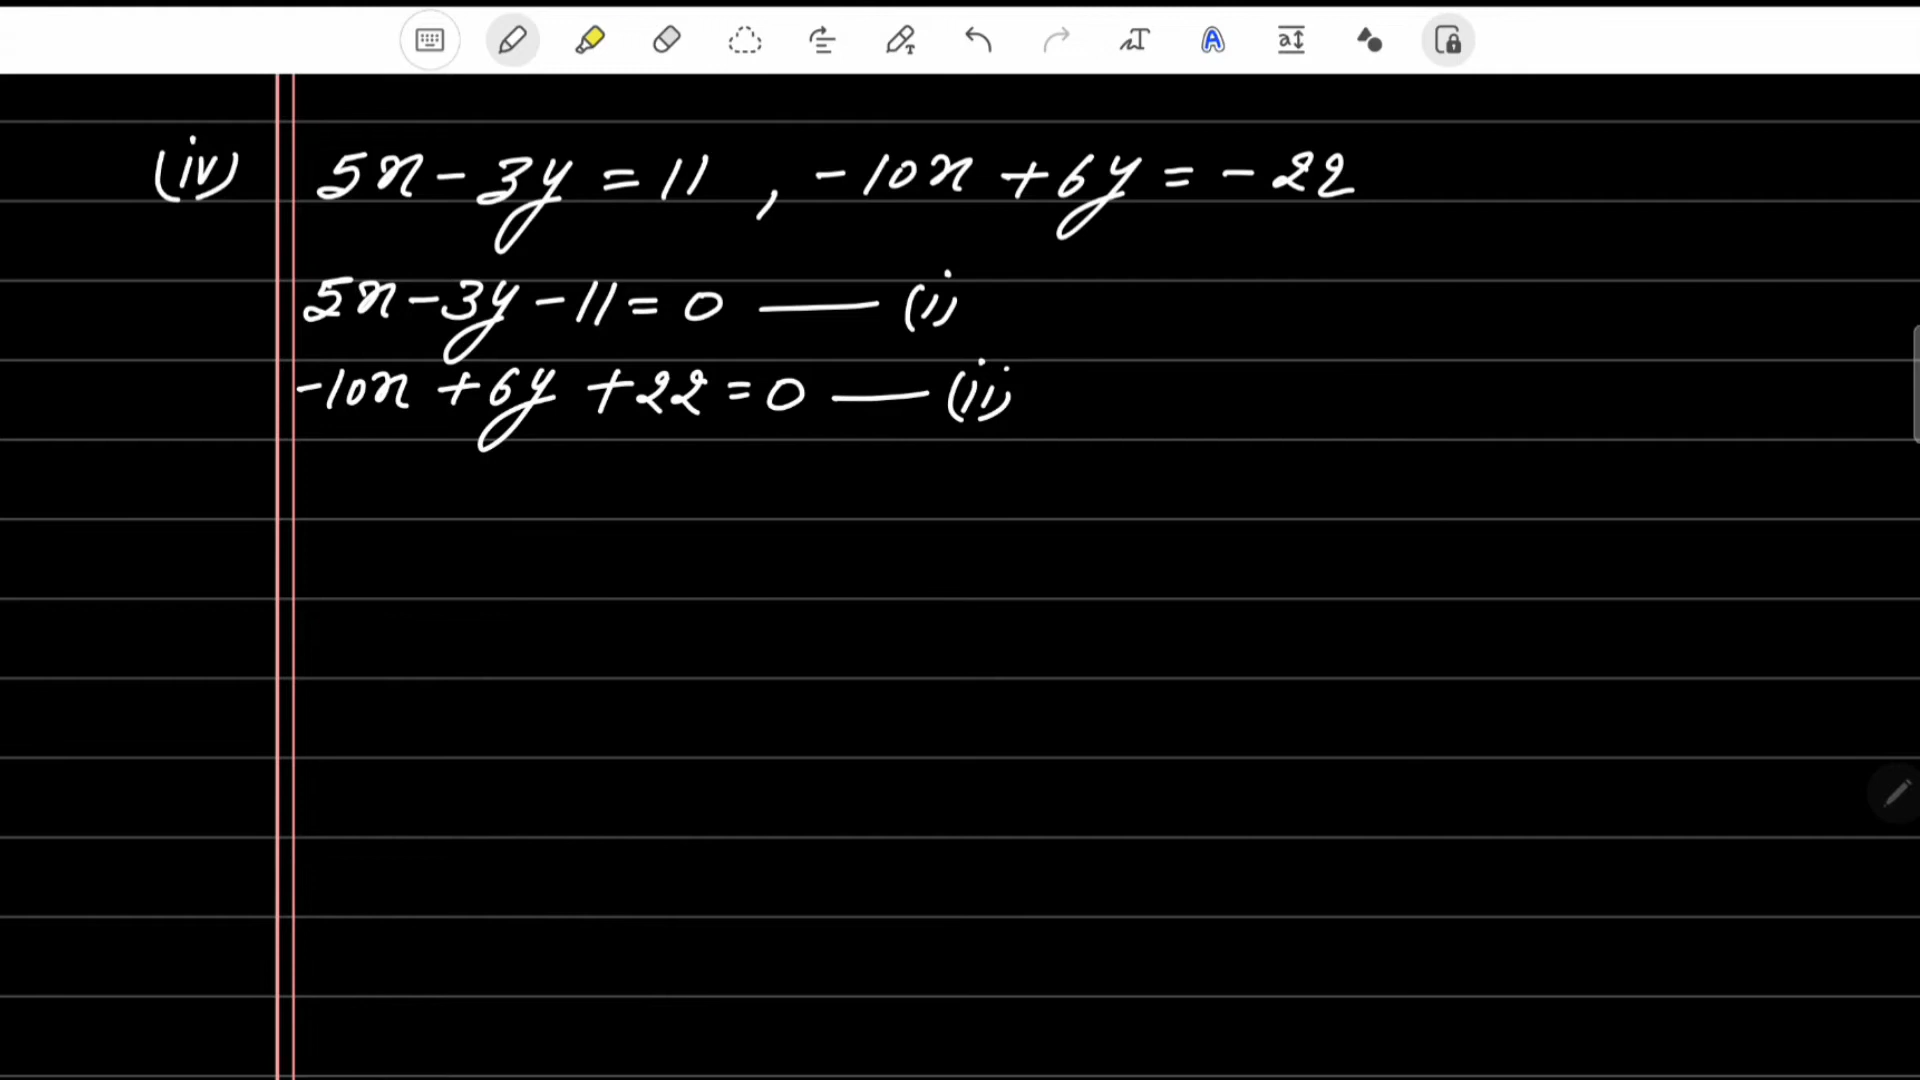 (iv) 5x - 3y = 11 , -10x + 6y = -22
5x - 3y - 11 = 0 —— (i)
-10x + 6y + 22 = 0 —— (ii)